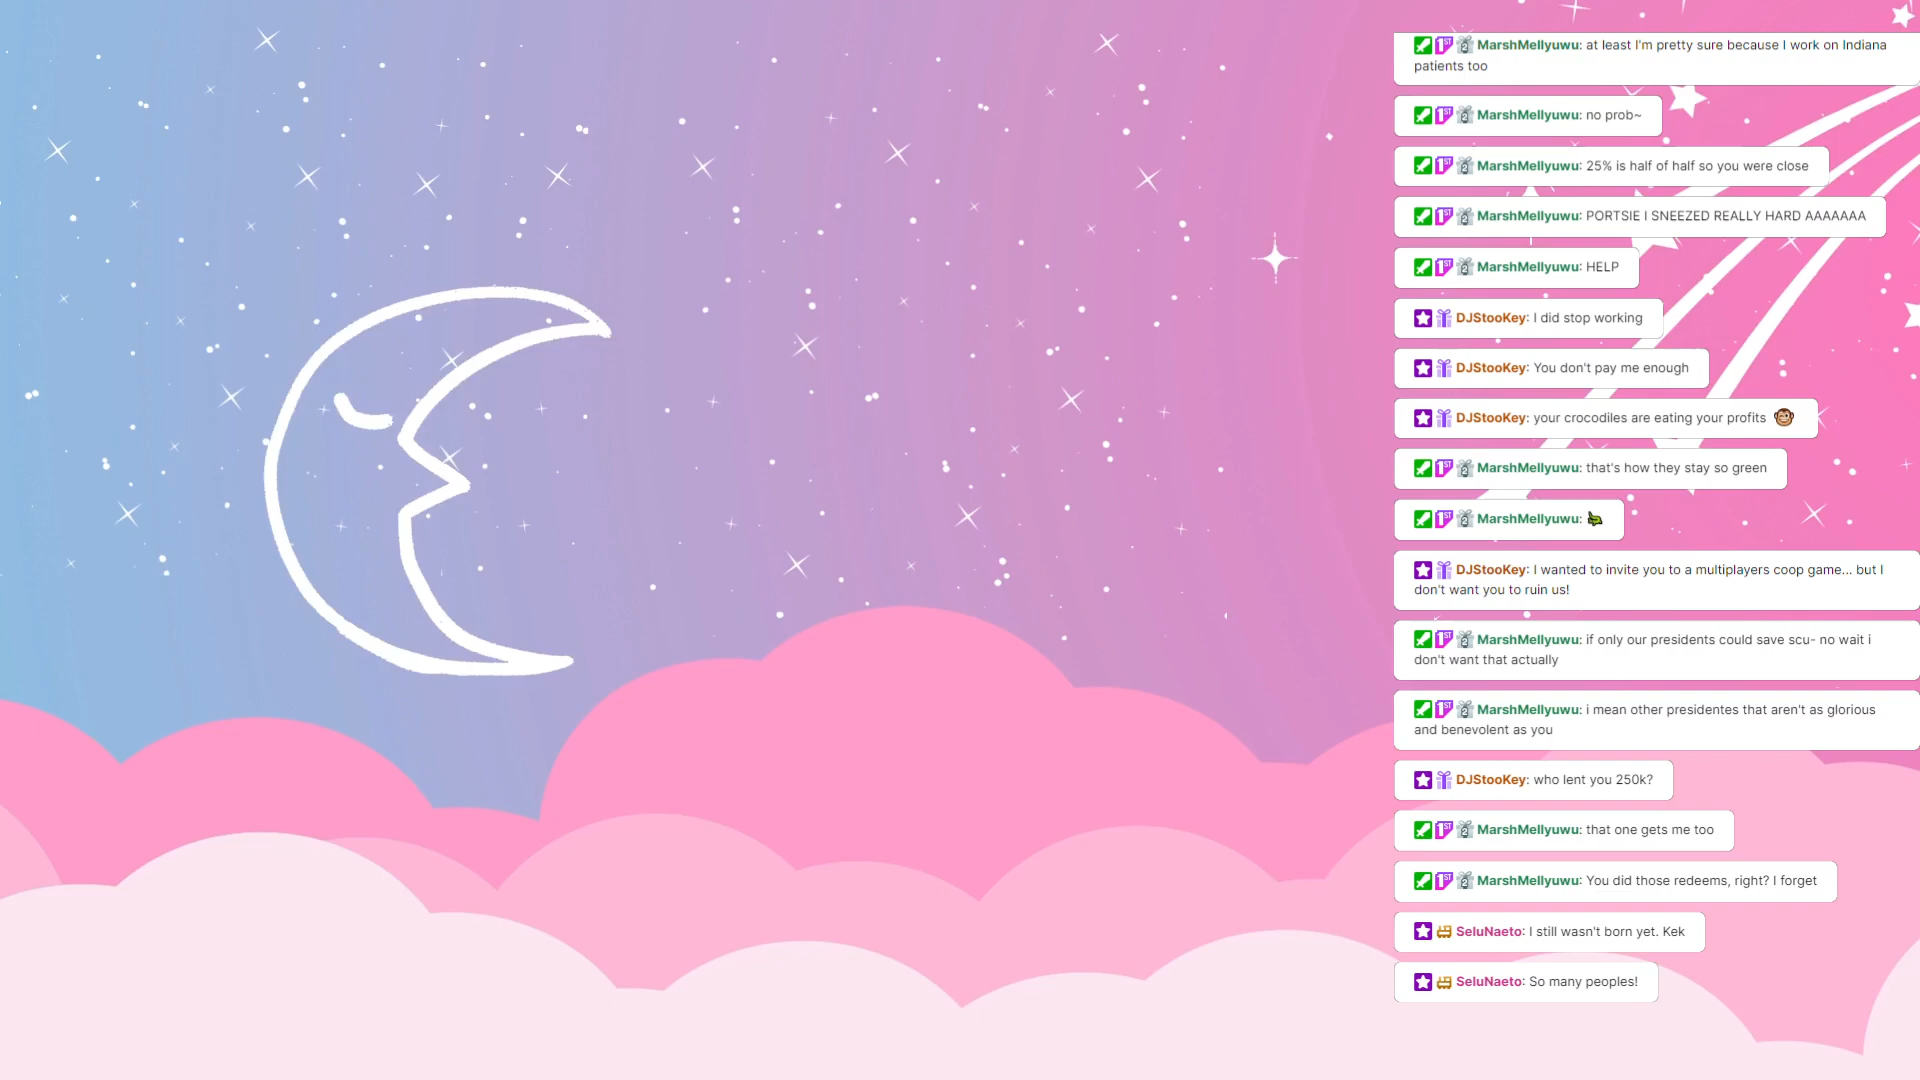 MarshMellyuwu: at least I'm pretty sure because I work on Indiana
patients too
MarshMellyuwu: no prob~
MarshMellyuwu: 25% is half of half so you were close
MarshMellyuwu: PORTSIE I SNEEZED REALLY HARD AAAAAAA
MarshMellyuwu: HELP
DJStooKey: I did stop working
DJStooKey: You don't pay me enough
DJStooKey: your crocodiles are eating your profits
MarshMellyuwu: that's how they stay so green
MarshMellyuwu:
DJStooKey: I wanted to invite you to a multiplayers coop game... but I
don't want you to ruin us!
MarshMellyuwu: if only our presidents could save scu- no wait i
don't want that actually
MarshMellyuwu: i mean other presidentes that aren't as glorious
and benevolent as you
DJStooKey: who lent you 250k?
MarshMellyuwu: that one gets me too
MarshMellyuwu: You did those redeems, right? I forget
SeluNaeto: I still wasn't born yet. Kek
SeluNaeto: So many peoples!